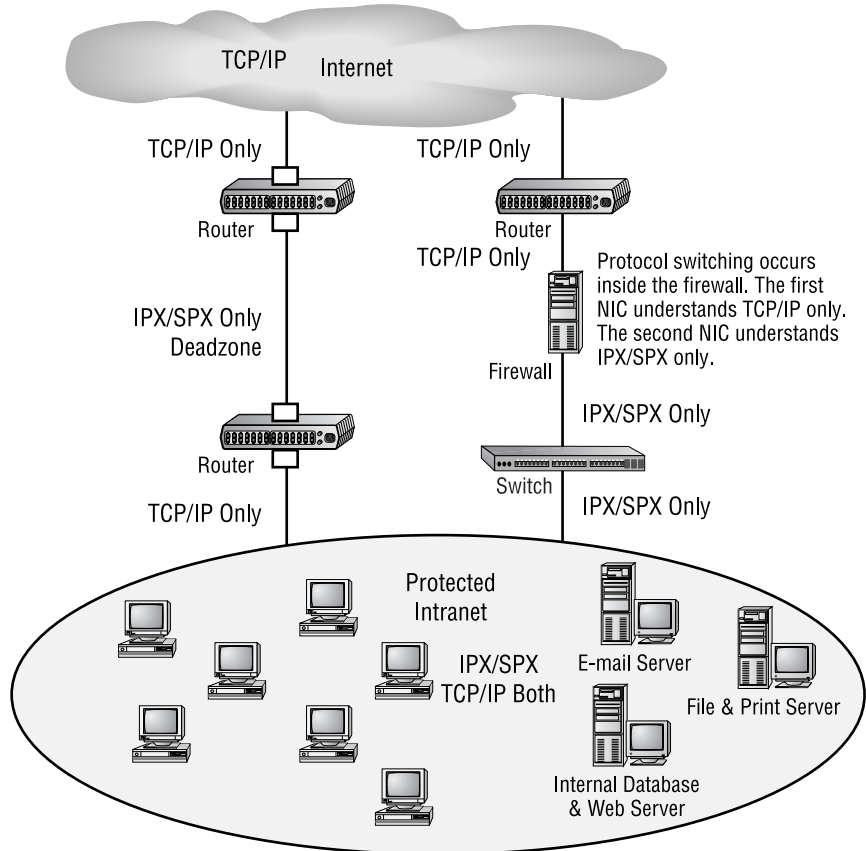 TCP/IP
Internet
TCP/IP Only
TCP/IP Only
Router
Router
TCP/IP Only
Protocol switching occurs
inside the firewall. The first
NIC understands TCP/IP only.
The second NIC understands
IPX/SPX only.
IPX/SPX Only
Deadzone
Firewall
IPX/SPX Only
Router
Switch
TCP/IP Only
IPX/SPX Only
Protected
Intranet
IPX/SPX
TCP/IP Both
E-mail Server
File & Print Server
Internal Database
& Web Server